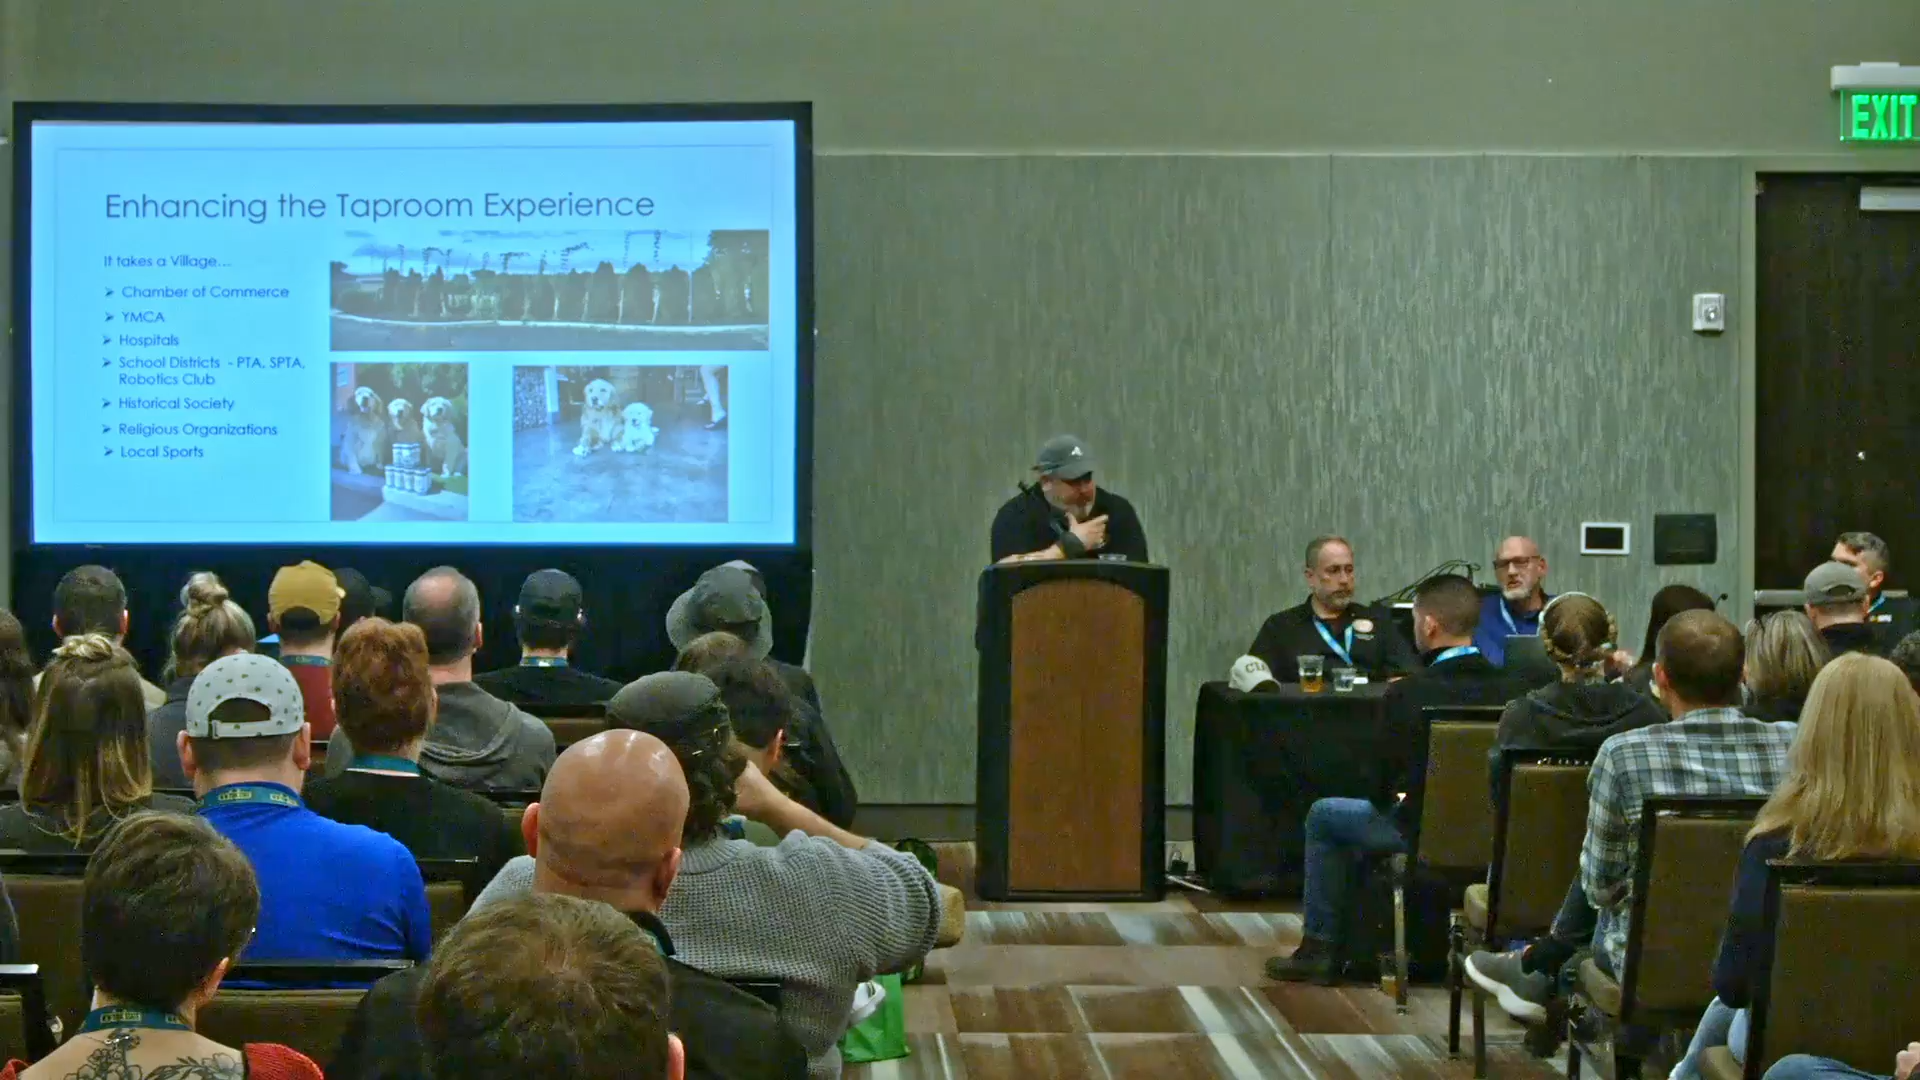 EXIT
Enhancing the Taproom Experience
It takes a Village...
Chamber of Commerce
YMCA
Hospitals
School Districts - PTA, SPTA,
Robotics Club
Historical Society
Religious Organizations
Local Sports